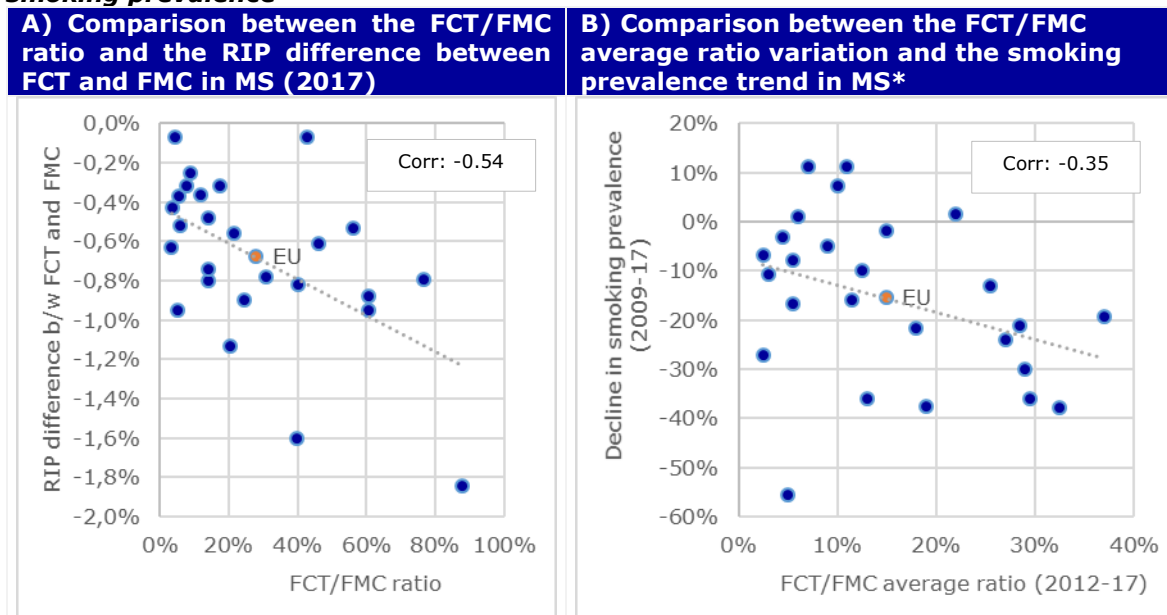 smoking prevalence
A) Comparison between the FCT/FMC
ratio and the RIP difference between
FCT and FMC in MS (2017)
B) Comparison between the FCT/FMC
average ratio variation and the smoking
prevalence trend in MS*
RIP difference b/w FCT and FMC
0,0%
-0,2%
-0,4%
-0,6%
-0,8%
-1,0%
-1,2%
-1,4%
-1,6%
-1,8%
-2,0%
Corr: -0.54
EU
0%
20%
40%
60%
80%
100%
FCT/FMC ratio
Decline in smoking prevalence
(2009-17)
20%
10%
0%
-10%
-20%
-30%
-40%
-50%
-60%
Corr: -0.35
EU
0%
10%
20%
30%
40%
FCT/FMC average ratio (2012-17)